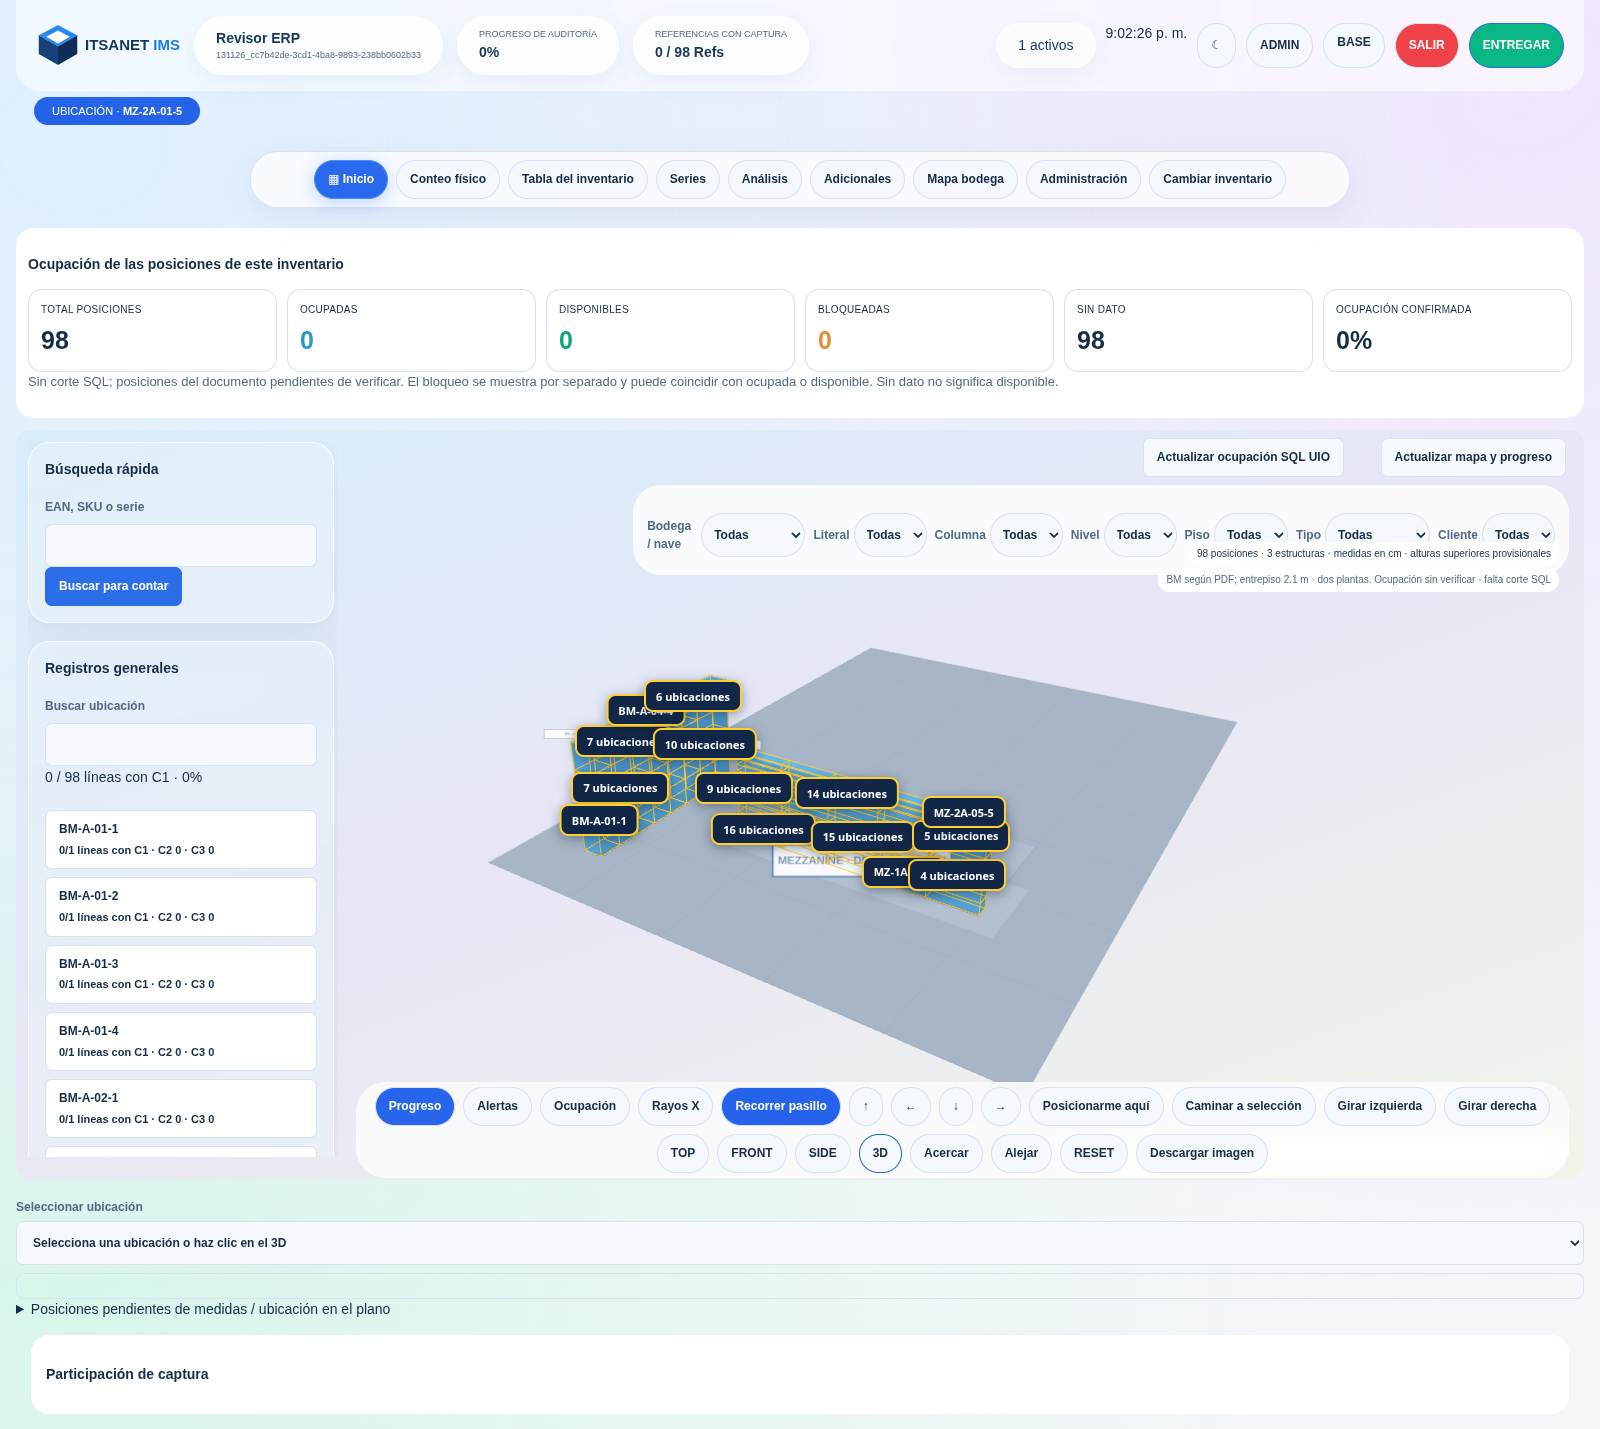 ITSANET IMS
Revisor ERP
131126_cc7b42de-3cd1-4ba8-9893-238bb0602b33
PROGRESO DE AUDITORÍA
0%
REFERENCIAS CON CAPTURA
0 / 98 Refs
1 activos
9:02:26 p. m.
☾
ADMIN
BASE
SALIR
ENTREGAR
UBICACIÓN · MZ-2A-01-5
▦ Inicio
Conteo físico
Tabla del inventario
Series
Análisis
Adicionales
Mapa bodega
Administración
Cambiar inventario
Ocupación de las posiciones de este inventario
TOTAL POSICIONES
98
OCUPADAS
0
DISPONIBLES
0
BLOQUEADAS
0
SIN DATO
98
OCUPACIÓN CONFIRMADA
0%
Sin corte SQL; posiciones del documento pendientes de verificar. El bloqueo se muestra por separado y puede coincidir con ocupada o disponible. Sin dato no significa disponible.
Búsqueda rápida
EAN, SKU o serie
Buscar para contar
Registros generales
Buscar ubicación
0 / 98 líneas con C1 · 0%
BM-A-01-1
0/1 líneas con C1 · C2 0 · C3 0
BM-A-01-2
0/1 líneas con C1 · C2 0 · C3 0
BM-A-01-3
0/1 líneas con C1 · C2 0 · C3 0
BM-A-01-4
0/1 líneas con C1 · C2 0 · C3 0
BM-A-02-1
0/1 líneas con C1 · C2 0 · C3 0
Actualizar ocupación SQL UIO
Actualizar mapa y progreso
Bodega / nave
Todas
Literal
Todas
Columna
Todas
Nivel
Todas
Piso
Todas
Tipo
Todas
Cliente
Todas
98 posiciones · 3 estructuras · medidas en cm · alturas superiores provisionales
BM según PDF; entrepiso 2.1 m · dos plantas. Ocupación sin verificar · falta corte SQL
6 ubicaciones
BM-A-
7 ubicacione
10 ubicaciones
7 ubicaciones
9 ubicaciones
14 ubicaciones
BM-A-01-1
MZ-2A-05-5
16 ubicaciones
15 ubicaciones
5 ubicaciones
MEZZANINE · D
MZ-1A
4 ubicaciones
Progreso
Alertas
Ocupación
Rayos X
Recorrer pasillo
↑
←
↓
→
Posicionarme aquí
Caminar a selección
Girar izquierda
Girar derecha
TOP
FRONT
SIDE
3D
Acercar
Alejar
RESET
Descargar imagen
Seleccionar ubicación
Selecciona una ubicación o haz clic en el 3D
▶ Posiciones pendientes de medidas / ubicación en el plano
Participación de captura